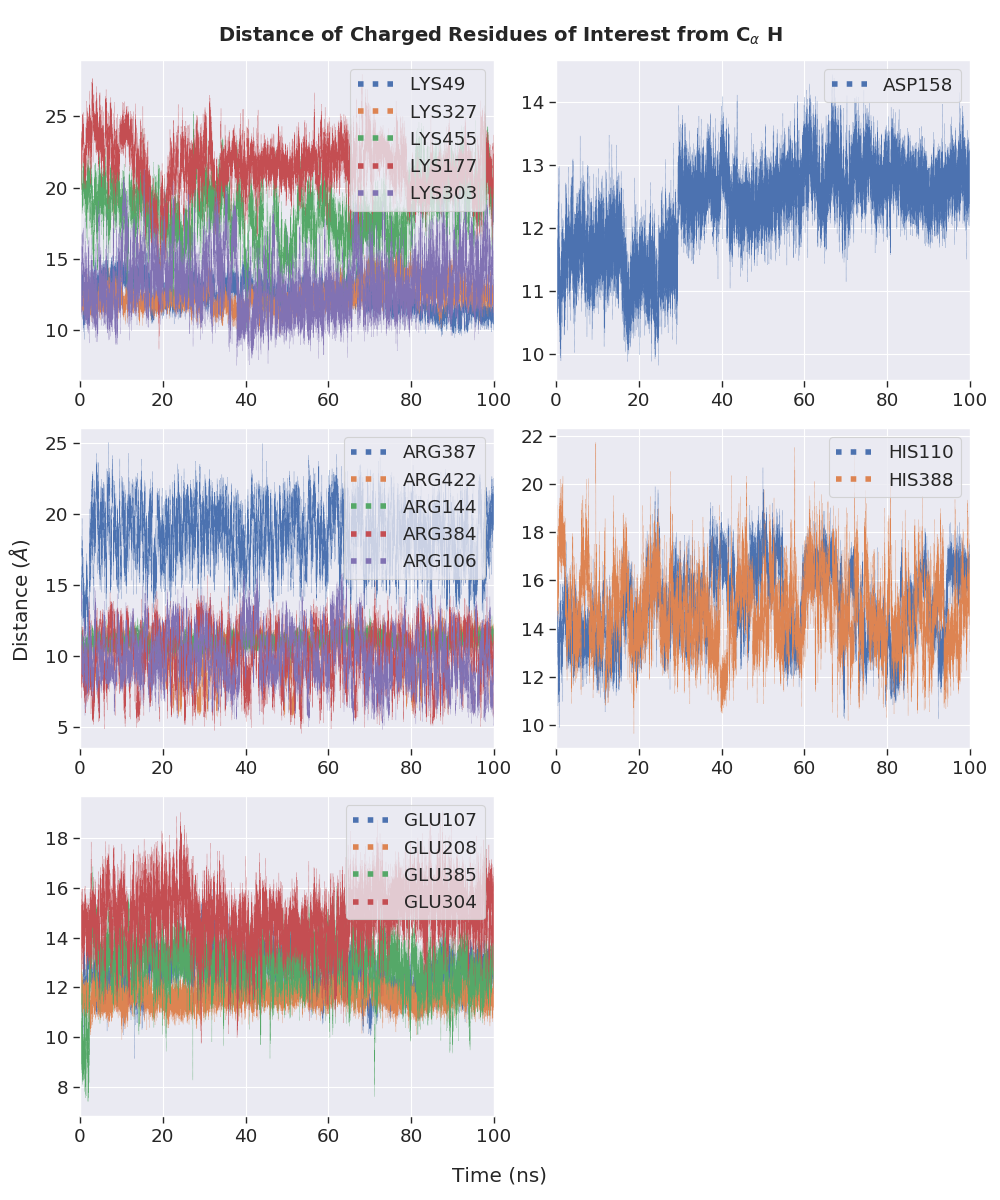 Distance of Charged Residues of Interest from Cα H
LYS49
LYS327
LYS455
LYS177
LYS303
25
20
15
10
0 20 40 60 80 100
ASP158
14
13
12
11
10
0 20 40 60 80 100
ARG387
ARG422
ARG144
ARG384
ARG106
25
20
15
10
5
0 20 40 60 80 100
HIS110
HIS388
22
20
18
16
14
12
10
0 20 40 60 80 100
Distance (Å)
GLU107
GLU208
GLU385
GLU304
18
16
14
12
10
8
0 20 40 60 80 100
Time (ns)